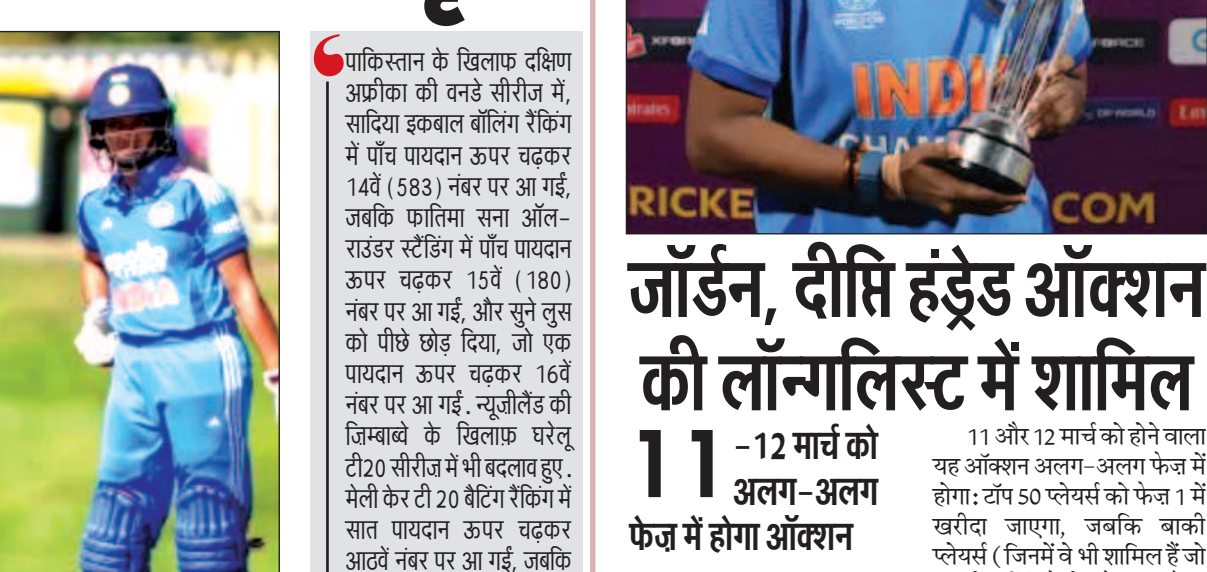 पाकिस्तान के खिलाफ दक्षिण
अफ्रीका की वनडे सीरीज में,
सादिया इकबाल बॉलिंग रैंकिंग
में पाँच पायदान ऊपर चढ़कर
14वें (583) नंबर पर आ गईं,
जबकि फातिमा सना ऑल-
राउंडर स्टैंडिंग में पाँच पायदान
ऊपर चढ़कर 15वें (180)
नंबर पर आ गईं, और सुने लुस
को पीछे छोड़ दिया, जो एक
पायदान ऊपर चढ़कर 16वें
नंबर पर आ गईं. न्यूजीलैंड की
जिम्बाब्वे के खिलाफ़ घरेलू
टी20 सीरीज़ में भी बदलाव हुए.
मेली केर टी 20 बैटिंग रैंकिंग में
सात पायदान ऊपर चढ़कर
आठवें नंबर पर आ गईं, जबकि
INDI
RICKE
COM
जॉर्डन, दीप्ति हंड्रेड ऑक्शन
की लॉन्गलिस्ट में शामिल
11 -12 मार्च को
अलग-अलग
फेज़ में होगा ऑक्शन
11 और 12 मार्च को होने वाला
यह ऑक्शन अलग-अलग फेज़ में
होगा: टॉप 50 प्लेयर्स को फेज़ 1 में
खरीदा जाएगा, जबकि बाकी
प्लेयर्स (जिनमें वे भी शामिल हैं जो